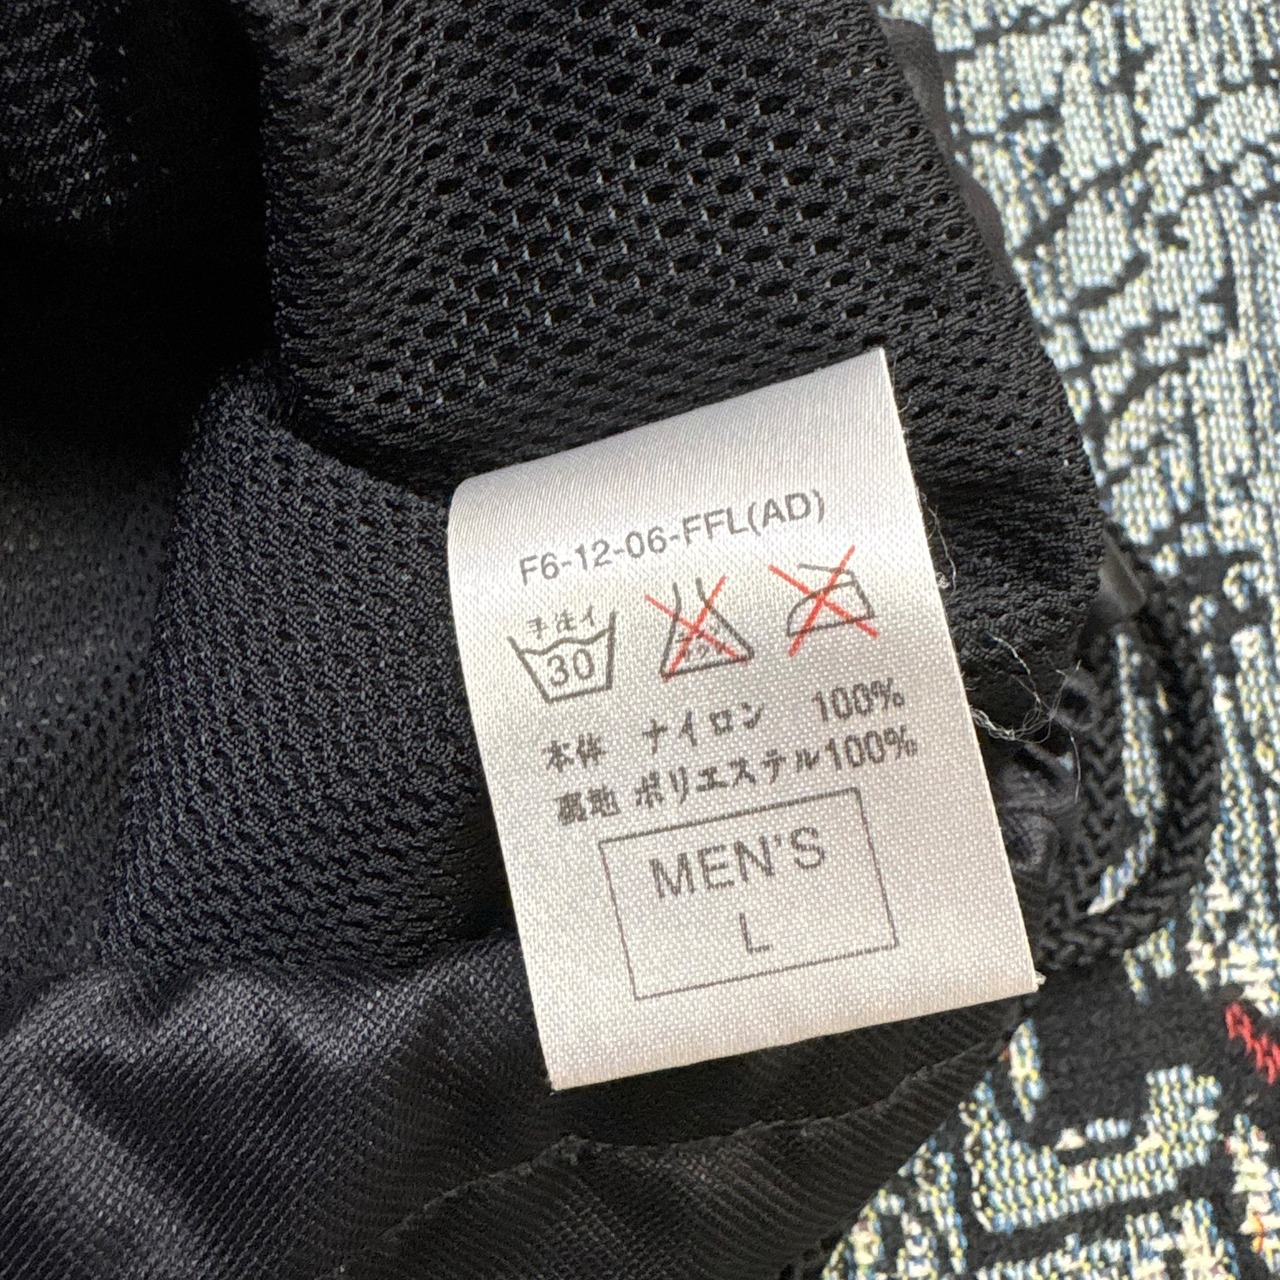 F6-12-06-FFL(AD)
手洗イ
30
本体 ナイロン 100%
裏地 ポリエステル100%
MEN'S
L